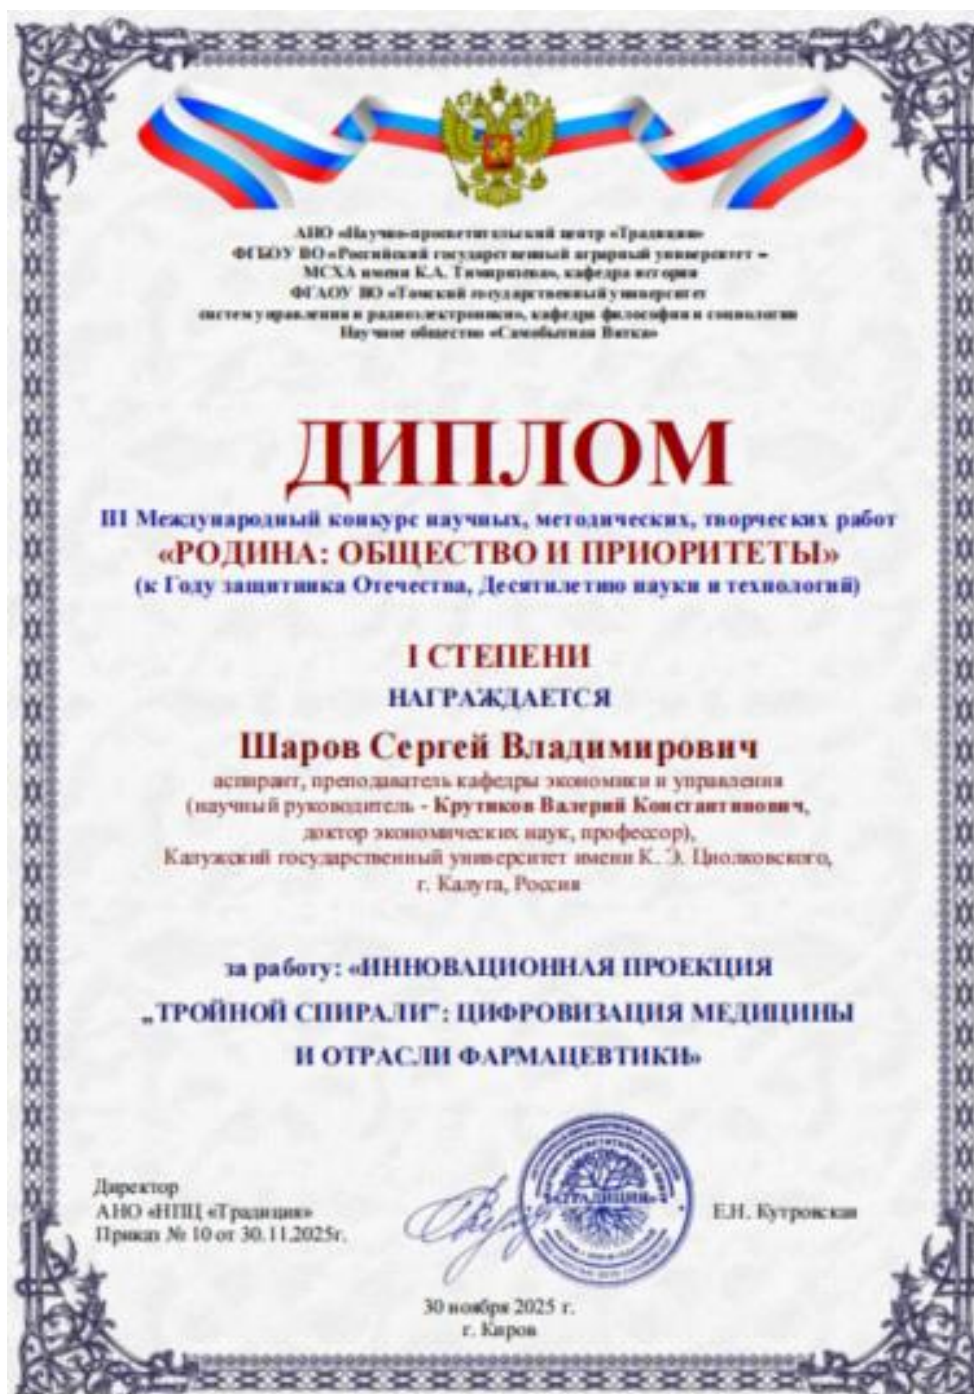 АНО «Научно-просветительский центр «Традиция»
ФГБОУ ВО «Российский государственный аграрный университет –
МСХА имени К.А. Тимирязева», кафедра истории
ФГАОУ ВО «Томский государственный университет
систем управления и радиоэлектроники», кафедра философии и социологии
Научное общество «Самобытная Вятка»
ДИПЛОМ
III Международный конкурс научных, методических, творческих работ
«РОДИНА: ОБЩЕСТВО И ПРИОРИТЕТЫ»
(к Году защитника Отечества, Десятилетию науки и технологий)
I СТЕПЕНИ
НАГРАЖДАЕТСЯ
Шаров Сергей Владимирович
аспирант, преподаватель кафедры экономики и управления
(научный руководитель - Крутиков Валерий Константинович,
доктор экономических наук, профессор),
Калужский государственный университет имени К. Э. Циолковского,
г. Калуга, Россия
за работу: «ИННОВАЦИОННАЯ ПРОЕКЦИЯ
„ТРОЙНОЙ СПИРАЛИ”: ЦИФРОВИЗАЦИЯ МЕДИЦИНЫ
И ОТРАСЛИ ФАРМАЦЕВТИКИ»
Директор
АНО «НПЦ «Традиция»
Приказ № 10 от 30.11.2025г.
«ТРАДИЦИЯ»
Е.Н. Кутровская
30 ноября 2025 г.
г. Киров